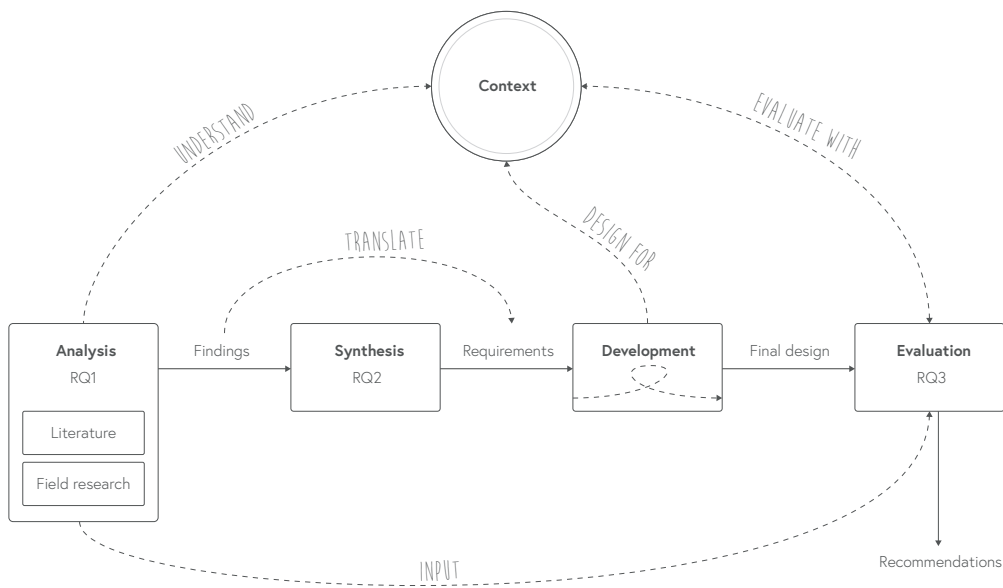 Context
UNDERSTAND
EVALUATE WITH
TRANSLATE
DESIGN FOR
Analysis
RQ1
Literature
Field research
Findings
Synthesis
RQ2
Requirements
Development
Final design
Evaluation
RQ3
INPUT
Recommendations